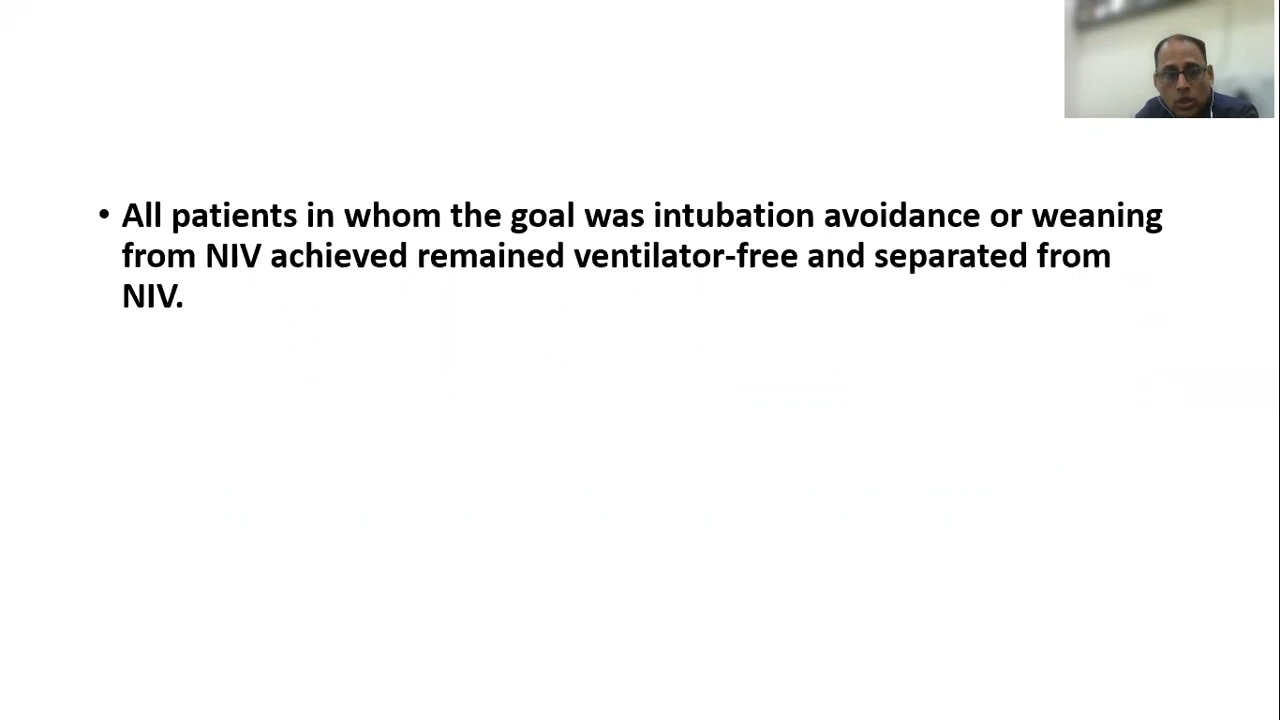 • All patients in whom the goal was intubation avoidance or weaning
from NIV achieved remained ventilator-free and separated from
NIV.